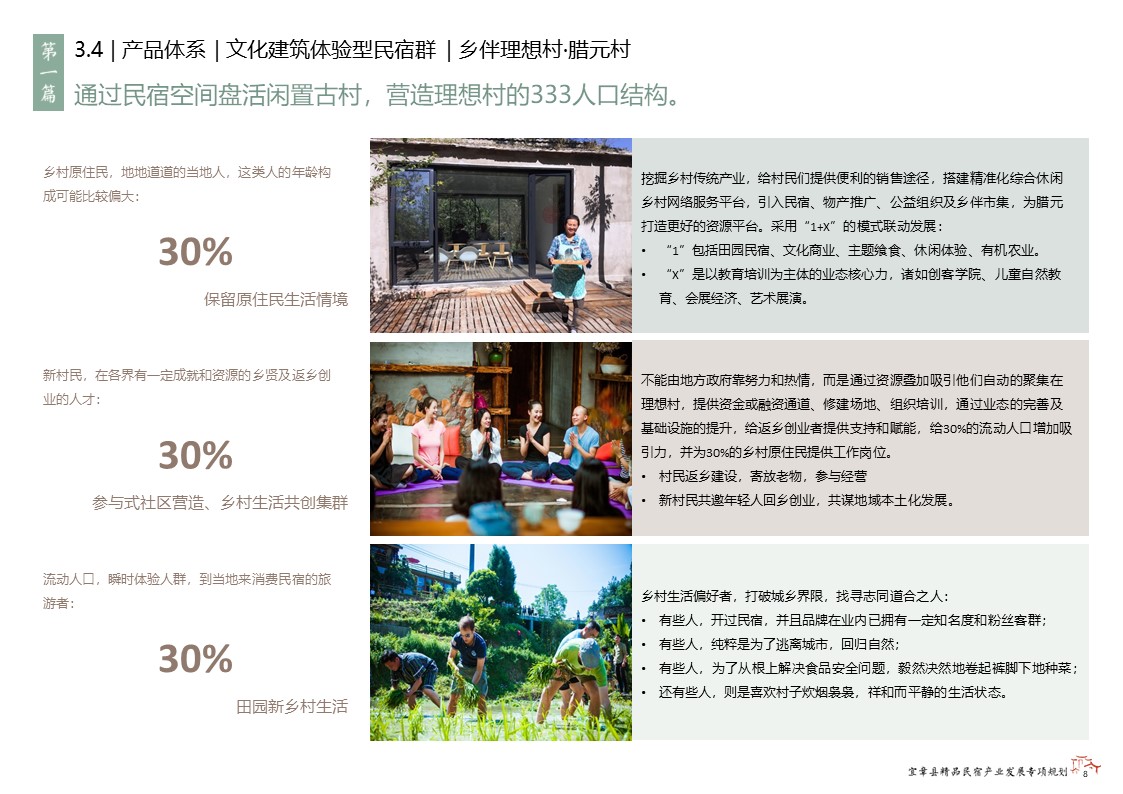 第一篇
3.4 | 产品体系 | 文化建筑体验型民宿群 | 乡伴理想村·腊元村
通过民宿空间盘活闲置古村，营造理想村的333人口结构。
乡村原住民，地地道道的当地人，这类人的年龄构
成可能比较偏大：
30%
保留原住民生活情境
挖掘乡村传统产业，给村民们提供便利的销售途径，搭建精准化综合休闲
乡村网络服务平台，引入民宿、物产推广、公益组织及乡伴市集，为腊元
打造更好的资源平台。采用“1+X”的模式联动发展：
• “1”包括田园民宿、文化商业、主题飨食、休闲体验、有机农业。
• “X”是以教育培训为主体的业态核心力，诸如创客学院、儿童自然教
育、会展经济、艺术展演。
新村民，在各界有一定成就和资源的乡贤及返乡创
业的人才：
30%
参与式社区营造、乡村生活共创集群
不能由地方政府靠努力和热情，而是通过资源叠加吸引他们自动的聚集在
理想村，提供资金或融资通道、修建场地、组织培训，通过业态的完善及
基础设施的提升，给返乡创业者提供支持和赋能，给30%的流动人口增加吸
引力，并为30%的乡村原住民提供工作岗位。
• 村民返乡建设，寄放老物，参与经营
• 新村民共邀年轻人回乡创业，共谋地域本土化发展。
流动人口，瞬时体验人群，到当地来消费民宿的旅
游者：
30%
田园新乡村生活
乡村生活偏好者，打破城乡界限，找寻志同道合之人：
• 有些人，开过民宿，并且品牌在业内已拥有一定知名度和粉丝客群；
• 有些人，纯粹是为了逃离城市，回归自然；
• 有些人，为了从根上解决食品安全问题，毅然决然地卷起裤脚下地种菜；
• 还有些人，则是喜欢村子炊烟袅袅，祥和而平静的生活状态。
宜章县精品民宿产业发展专项规划
8